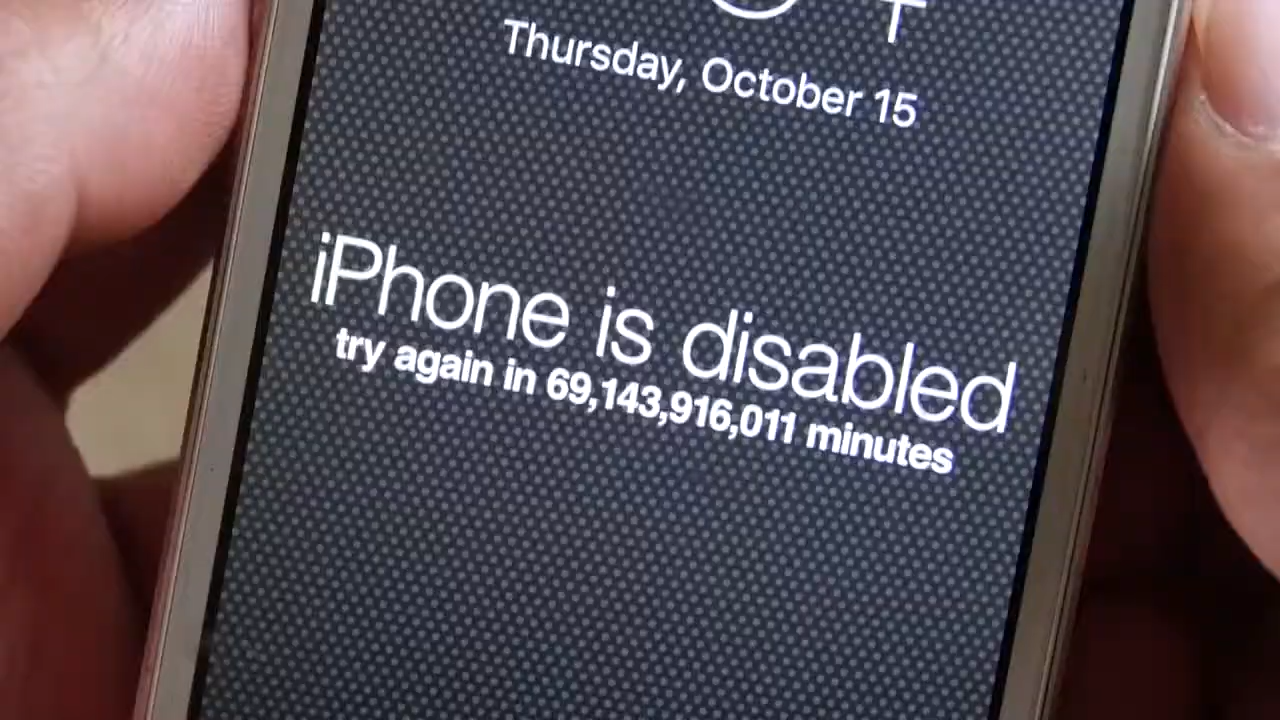 Thursday, October 15
iPhone is disabled
try again in 69,143,916,011 minutes